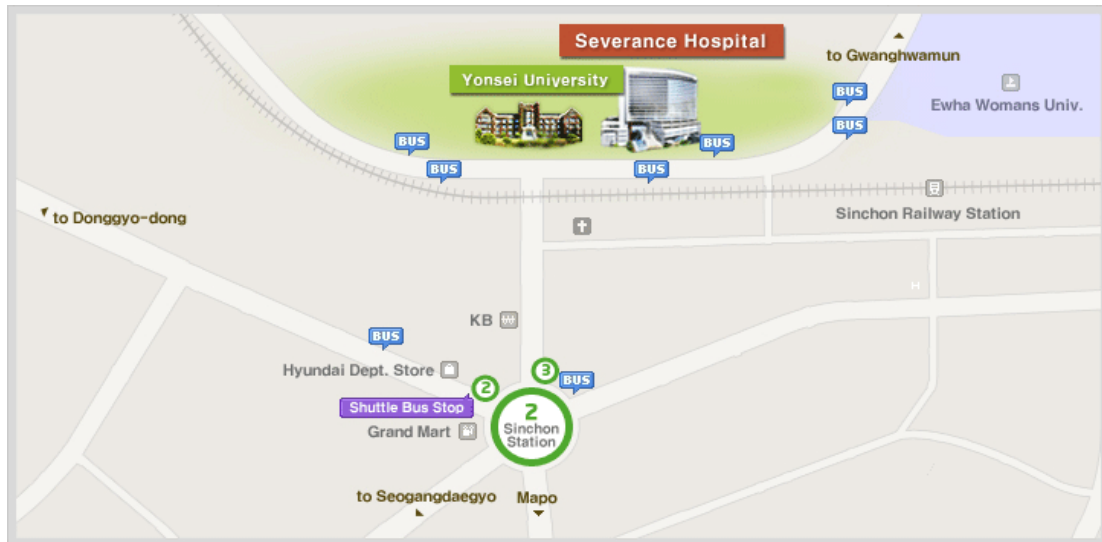 Severance Hospital
to Gwanghwamun
Yonsei University
BUS
BUS
Ewha Womans Univ.
BUS
BUS
BUS
BUS
to Donggyo-dong
Sinchon Railway Station
H
KB
BUS
Hyundai Dept. Store
3
BUS
2
Shuttle Bus Stop
2
Sinchon
Station
Grand Mart
to Seogangdaegyo
Mapo